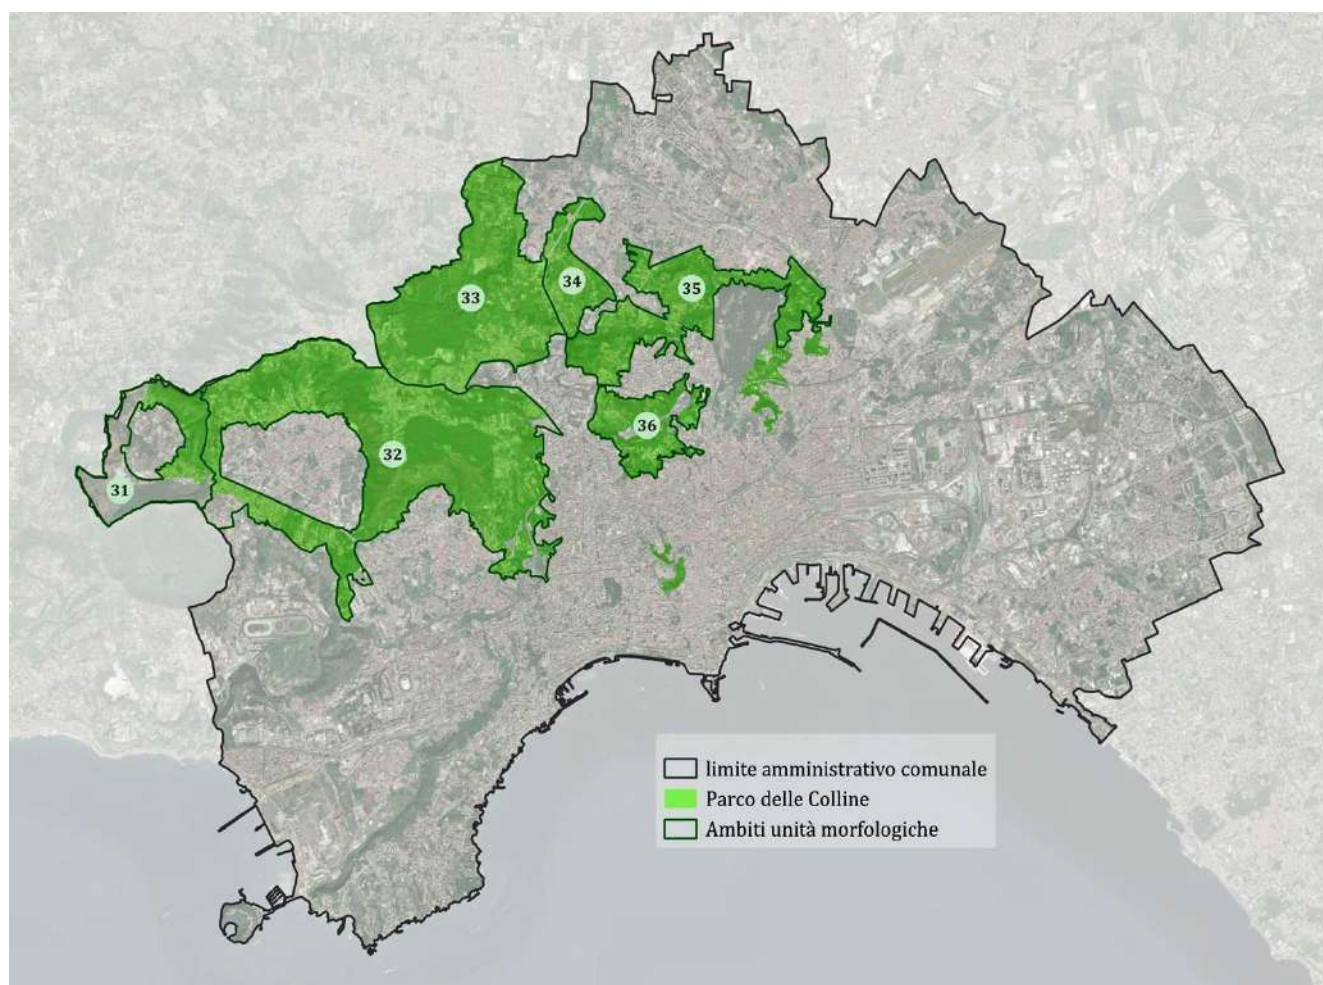 33
34
35
36
32
31
limite amministrativo comunale
Parco delle Colline
Ambiti unità morfologiche